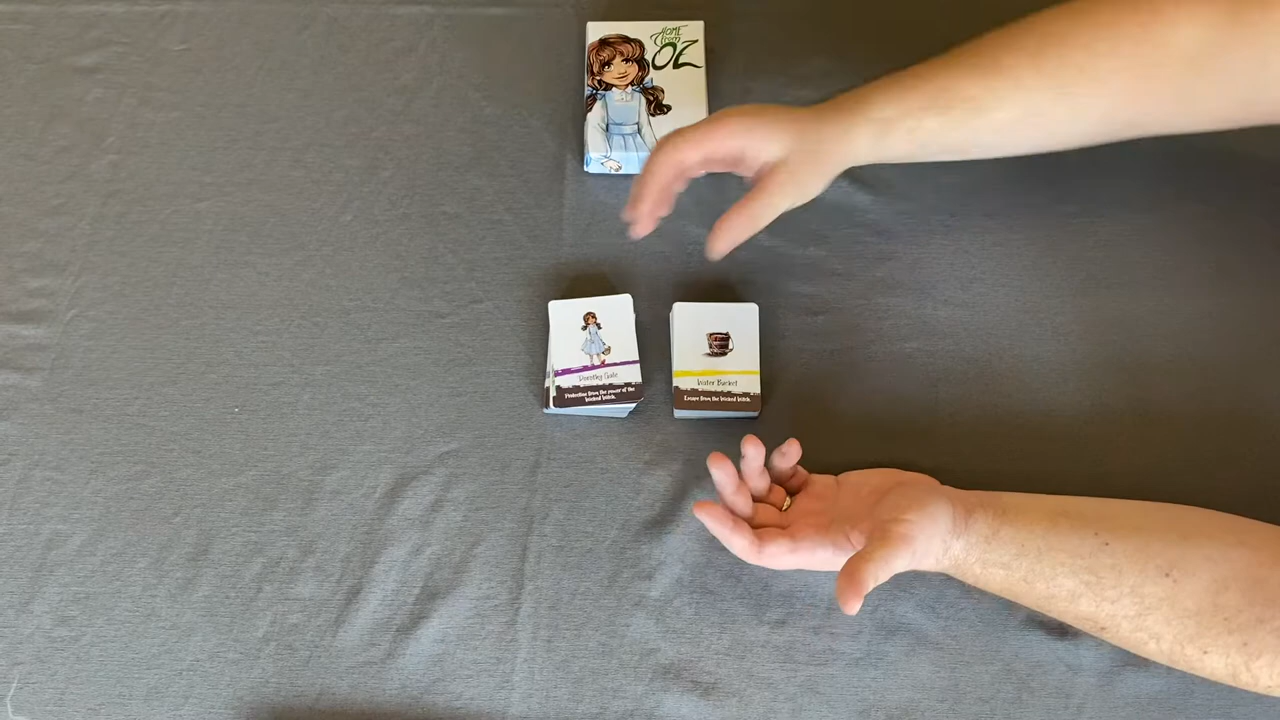 HOME
from
OZ
Dorothy Gale
Protection from the power of the
Wicked Witch.
Water Bucket
Escape from the Wicked Witch.